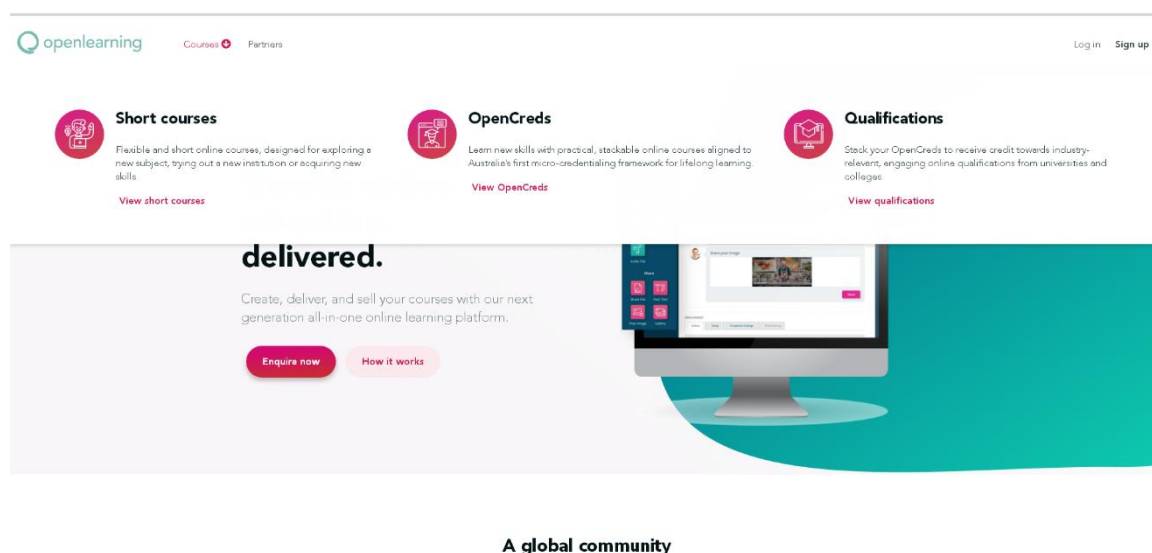 openlearning
Courses
Partners
Log in
Sign up
Short courses
Flexible and short online courses, designed for exploring a
new subject, trying out a new institution or acquiring new
skills.
View short courses
OpenCreds
Learn new skills with practical, stackable online courses aligned to
Australia's first micro-credentialing framework for lifelong learning.
View OpenCreds
Qualifications
Stack your OpenCreds to receive credit towards industry-
relevant, engaging online qualifications from universities and
colleges.
View qualifications
delivered.
Create, deliver, and sell your courses with our next
generation all-in-one online learning platform.
Enquire now
How it works
Share
A global community